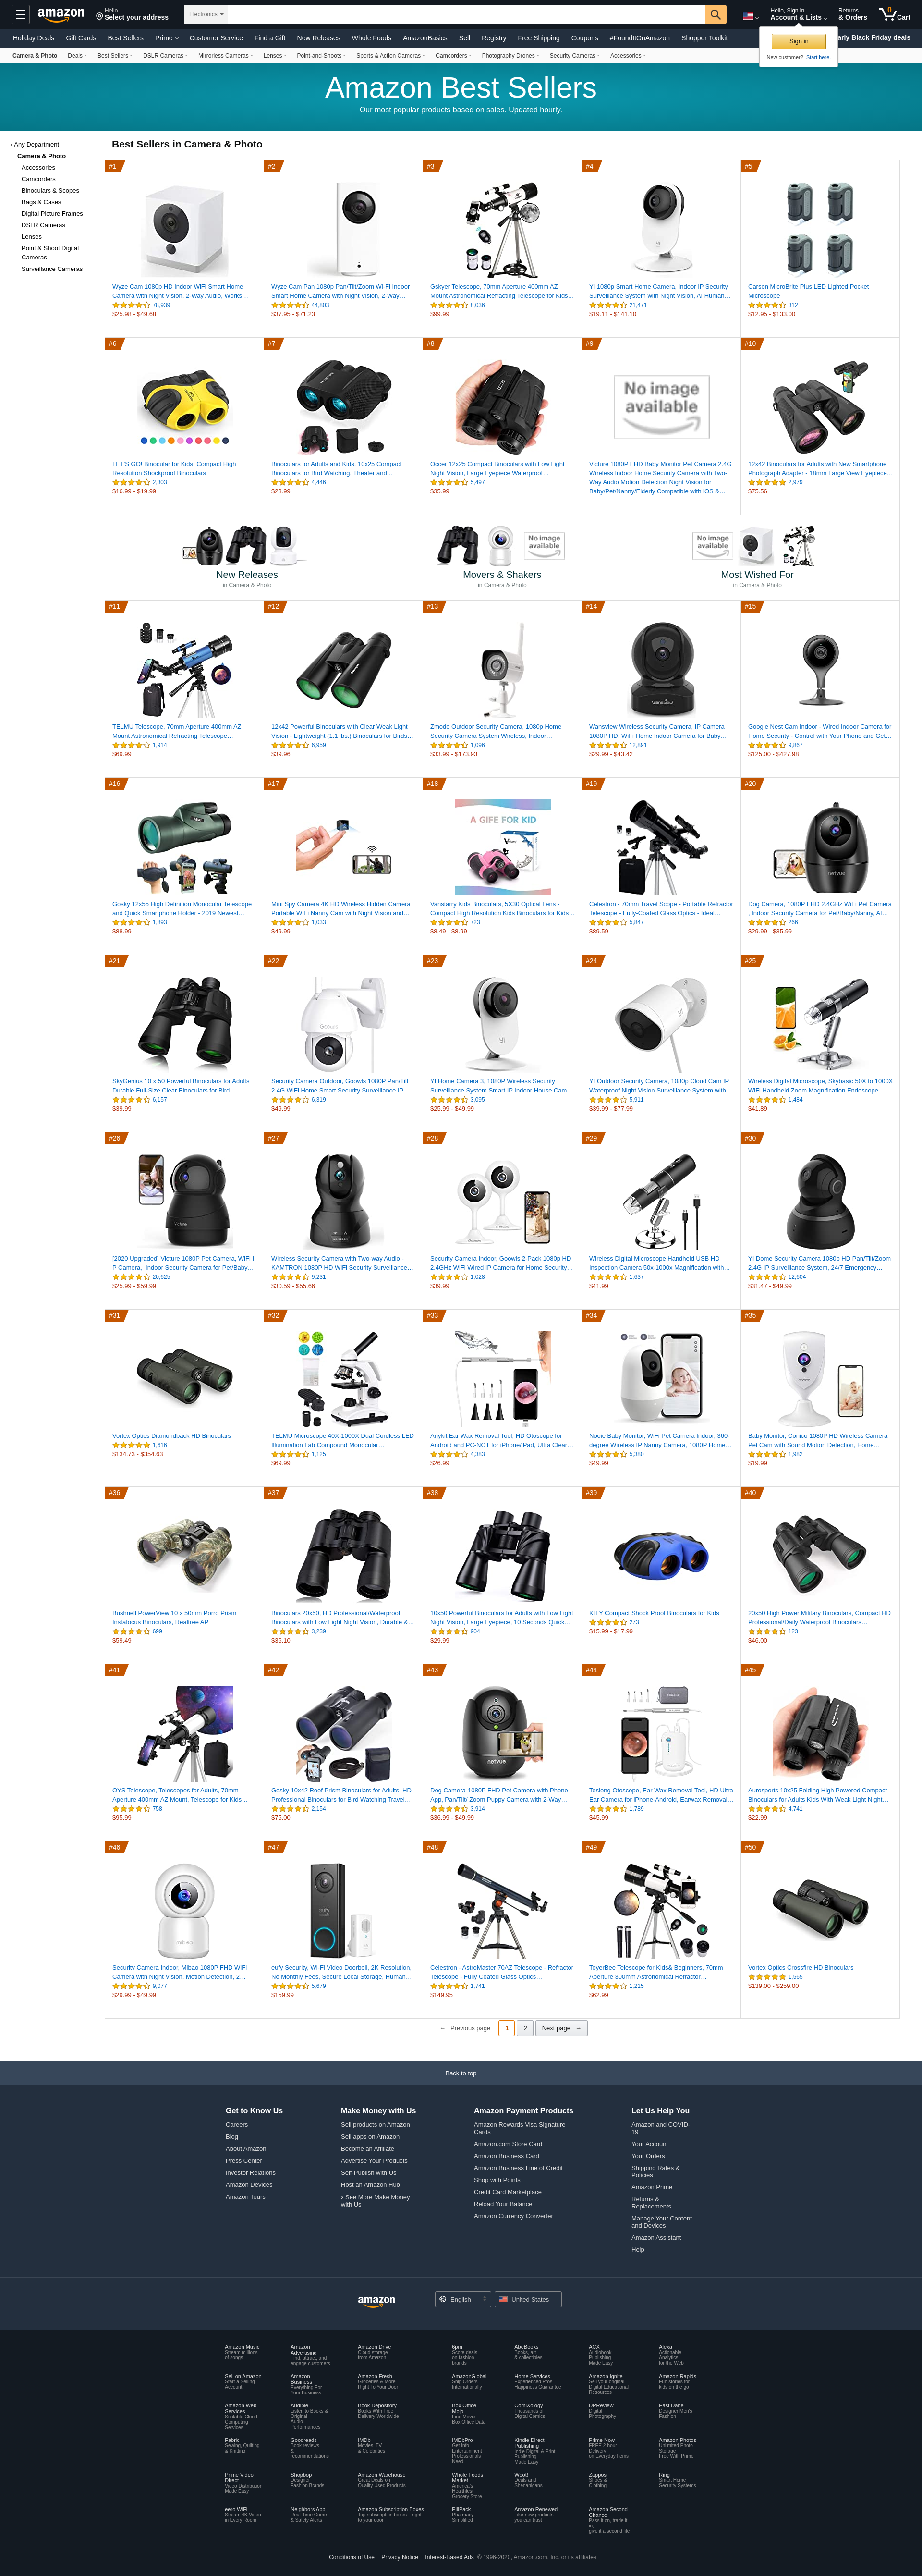 amazon
Hello
Select your address
Electronics
Hello, Sign in
Account & Lists
Returns
& Orders
0
Cart
Holiday Deals Gift Cards Best Sellers Prime Customer Service Find a Gift New Releases Whole Foods AmazonBasics Sell Registry Free Shipping Coupons #FoundItOnAmazon Shopper Toolkit
arly Black Friday deals
Sign in
New customer? Start here.
Camera & Photo Deals Best Sellers DSLR Cameras Mirrorless Cameras Lenses Point-and-Shoots Sports & Action Cameras Camcorders Photography Drones Security Cameras Accessories
Amazon Best Sellers
Our most popular products based on sales. Updated hourly.
‹ Any Department
Camera & Photo
Accessories
Camcorders
Binoculars & Scopes
Bags & Cases
Digital Picture Frames
DSLR Cameras
Lenses
Point & Shoot Digital
Cameras
Surveillance Cameras
Best Sellers in Camera & Photo
#1
Wyze Cam 1080p HD Indoor WiFi Smart Home
Camera with Night Vision, 2-Way Audio, Works…
78,939
$25.98 - $49.68
#2
Wyze Cam Pan 1080p Pan/Tilt/Zoom Wi-Fi Indoor
Smart Home Camera with Night Vision, 2-Way…
44,803
$37.95 - $71.23
#3
Gskyer Telescope, 70mm Aperture 400mm AZ
Mount Astronomical Refracting Telescope for Kids…
8,036
$99.99
#4
YI 1080p Smart Home Camera, Indoor IP Security
Surveillance System with Night Vision, AI Human…
21,471
$19.11 - $141.10
#5
Carson MicroBrite Plus LED Lighted Pocket
Microscope
312
$12.95 - $133.00
#6
LET'S GO! Binocular for Kids, Compact High
Resolution Shockproof Binoculars
2,303
$16.99 - $19.99
#7
Binoculars for Adults and Kids, 10x25 Compact
Binoculars for Bird Watching, Theater and…
4,446
$23.99
#8
Occer 12x25 Compact Binoculars with Low Light
Night Vision, Large Eyepiece Waterproof…
5,497
$35.99
#9
No image
available
Victure 1080P FHD Baby Monitor Pet Camera 2.4G
Wireless Indoor Home Security Camera with Two-
Way Audio Motion Detection Night Vision for
Baby/Pet/Nanny/Elderly Compatible with iOS &…
#10
12x42 Binoculars for Adults with New Smartphone
Photograph Adapter - 18mm Large View Eyepiece…
2,979
$75.56
New Releases
in Camera & Photo
No image
available
Movers & Shakers
in Camera & Photo
No image
available
Most Wished For
in Camera & Photo
#11
TELMU Telescope, 70mm Aperture 400mm AZ
Mount Astronomical Refracting Telescope…
1,914
$69.99
#12
12x42 Powerful Binoculars with Clear Weak Light
Vision - Lightweight (1.1 lbs.) Binoculars for Birds…
6,959
$39.96
#13
Zmodo Outdoor Security Camera, 1080p Home
Security Camera System Wireless, Indoor…
1,096
$33.99 - $173.93
#14
Wansview Wireless Security Camera, IP Camera
1080P HD, WiFi Home Indoor Camera for Baby…
12,891
$29.99 - $43.42
#15
Google Nest Cam Indoor - Wired Indoor Camera for
Home Security - Control with Your Phone and Get…
9,867
$125.00 - $427.98
#16
Gosky 12x55 High Definition Monocular Telescope
and Quick Smartphone Holder - 2019 Newest…
1,893
$88.99
#17
Mini Spy Camera 4K HD Wireless Hidden Camera
Portable WiFi Nanny Cam with Night Vision and…
1,033
$49.99
#18
A GIFE FOR KID
Vanstarry Kids Binoculars, 5X30 Optical Lens -
Compact High Resolution Kids Binoculars for Kids…
723
$8.49 - $8.99
#19
Celestron - 70mm Travel Scope - Portable Refractor
Telescope - Fully-Coated Glass Optics - Ideal…
5,847
$89.59
#20
netvue
Dog Camera, 1080P FHD 2.4GHz WiFi Pet Camera
, Indoor Security Camera for Pet/Baby/Nanny, AI…
266
$29.99 - $35.99
#21
SkyGenius 10 x 50 Powerful Binoculars for Adults
Durable Full-Size Clear Binoculars for Bird…
6,157
$39.99
#22
Security Camera Outdoor, Goowls 1080P Pan/Tilt
2.4G WiFi Home Smart Security Surveillance IP…
6,319
$49.99
#23
YI Home Camera 3, 1080P Wireless Security
Surveillance System Smart IP Indoor House Cam,…
3,095
$25.99 - $49.99
#24
YI Outdoor Security Camera, 1080p Cloud Cam IP
Waterproof Night Vision Surveillance System with…
5,911
$39.99 - $77.99
#25
Wireless Digital Microscope, Skybasic 50X to 1000X
WiFi Handheld Zoom Magnification Endoscope…
1,484
$41.89
#26
[2020 Upgraded] Victure 1080P Pet Camera, WiFi I
P Camera, Indoor Security Camera for Pet/Baby…
20,625
$25.99 - $59.99
#27
Wireless Security Camera with Two-way Audio -
KAMTRON 1080P HD WiFi Security Surveillance…
9,231
$30.59 - $55.66
#28
Security Camera Indoor, Goowls 2-Pack 1080p HD
2.4GHz WiFi Wired IP Camera for Home Security…
1,028
$39.99
#29
Wireless Digital Microscope Handheld USB HD
Inspection Camera 50x-1000x Magnification with…
1,637
$41.99
#30
YI Dome Security Camera 1080p HD Pan/Tilt/Zoom
2.4G IP Surveillance System, 24/7 Emergency…
12,604
$31.47 - $49.99
#31
Vortex Optics Diamondback HD Binoculars
1,616
$134.73 - $354.63
#32
TELMU Microscope 40X-1000X Dual Cordless LED
Illumination Lab Compound Monocular…
1,125
$69.99
#33
Anykit Ear Wax Removal Tool, HD Otoscope for
Android and PC-NOT for iPhone/iPad, Ultra Clear…
4,383
$26.99
#34
Nooie Baby Monitor, WiFi Pet Camera Indoor, 360-
degree Wireless IP Nanny Camera, 1080P Home…
5,380
$49.99
#35
Baby Monitor, Conico 1080P HD Wireless Camera
Pet Cam with Sound Motion Detection, Home…
1,982
$19.99
#36
Bushnell PowerView 10 x 50mm Porro Prism
Instafocus Binoculars, Realtree AP
699
$59.49
#37
Binoculars 20x50, HD Professional/Waterproof
Binoculars with Low Light Night Vision, Durable &…
3,239
$36.10
#38
10x50 Powerful Binoculars for Adults with Low Light
Night Vision, Large Eyepiece, 10 Seconds Quick…
904
$29.99
#39
KITY Compact Shock Proof Binoculars for Kids
273
$15.99 - $17.99
#40
20x50 High Power Military Binoculars, Compact HD
Professional/Daily Waterproof Binoculars…
123
$46.00
#41
OYS Telescope, Telescopes for Adults, 70mm
Aperture 400mm AZ Mount, Telescope for Kids…
758
$95.99
#42
Gosky 10x42 Roof Prism Binoculars for Adults, HD
Professional Binoculars for Bird Watching Travel…
2,154
$75.00
#43
netvue
Dog Camera-1080P FHD Pet Camera with Phone
App, Pan/Tilt/ Zoom Puppy Camera with 2-Way…
3,914
$36.99 - $49.99
#44
Teslong Otoscope, Ear Wax Removal Tool, HD Ultra
Ear Camera for iPhone-Android, Earwax Removal…
1,789
$45.99
#45
Aurosports 10x25 Folding High Powered Compact
Binoculars for Adults Kids With Weak Light Night…
4,741
$22.99
#46
Security Camera Indoor, Mibao 1080P FHD WiFi
Camera with Night Vision, Motion Detection, 2…
9,077
$29.99 - $49.99
#47
eufy
eufy Security, Wi-Fi Video Doorbell, 2K Resolution,
No Monthly Fees, Secure Local Storage, Human…
5,679
$159.99
#48
Celestron - AstroMaster 70AZ Telescope - Refractor
Telescope - Fully Coated Glass Optics…
1,741
$149.95
#49
ToyerBee Telescope for Kids& Beginners, 70mm
Aperture 300mm Astronomical Refractor…
1,215
$62.99
#50
Vortex Optics Crossfire HD Binoculars
1,565
$139.00 - $259.00
← Previous page 1 2 Next page →
Back to top
Get to Know Us
Careers
Blog
About Amazon
Press Center
Investor Relations
Amazon Devices
Amazon Tours
Make Money with Us
Sell products on Amazon
Sell apps on Amazon
Become an Affiliate
Advertise Your Products
Self-Publish with Us
Host an Amazon Hub
› See More Make Money
with Us
Amazon Payment Products
Amazon Rewards Visa Signature
Cards
Amazon.com Store Card
Amazon Business Card
Amazon Business Line of Credit
Shop with Points
Credit Card Marketplace
Reload Your Balance
Amazon Currency Converter
Let Us Help You
Amazon and COVID-
19
Your Account
Your Orders
Shipping Rates &
Policies
Amazon Prime
Returns &
Replacements
Manage Your Content
and Devices
Amazon Assistant
Help
amazon
English
United States
Amazon Music
Stream millions
of songs
Amazon
Advertising
Find, attract, and
engage customers
Amazon Drive
Cloud storage
from Amazon
6pm
Score deals
on fashion
brands
AbeBooks
Books, art
& collectibles
ACX
Audiobook
Publishing
Made Easy
Alexa
Actionable
Analytics
for the Web
Sell on Amazon
Start a Selling
Account
Amazon
Business
Everything For
Your Business
Amazon Fresh
Groceries & More
Right To Your Door
AmazonGlobal
Ship Orders
Internationally
Home Services
Experienced Pros
Happiness Guarantee
Amazon Ignite
Sell your original
Digital Educational
Resources
Amazon Rapids
Fun stories for
kids on the go
Amazon Web
Services
Scalable Cloud
Computing
Services
Audible
Listen to Books &
Original
Audio
Performances
Book Depository
Books With Free
Delivery Worldwide
Box Office
Mojo
Find Movie
Box Office Data
ComiXology
Thousands of
Digital Comics
DPReview
Digital
Photography
East Dane
Designer Men's
Fashion
Fabric
Sewing, Quilting
& Knitting
Goodreads
Book reviews
&
recommendations
IMDb
Movies, TV
& Celebrities
IMDbPro
Get Info
Entertainment
Professionals
Need
Kindle Direct
Publishing
Indie Digital & Print
Publishing
Made Easy
Prime Now
FREE 2-hour
Delivery
on Everyday Items
Amazon Photos
Unlimited Photo
Storage
Free With Prime
Prime Video
Direct
Video Distribution
Made Easy
Shopbop
Designer
Fashion Brands
Amazon Warehouse
Great Deals on
Quality Used Products
Whole Foods
Market
America's
Healthiest
Grocery Store
Woot!
Deals and
Shenanigans
Zappos
Shoes &
Clothing
Ring
Smart Home
Security Systems
eero WiFi
Stream 4K Video
in Every Room
Neighbors App
Real-Time Crime
& Safety Alerts
Amazon Subscription Boxes
Top subscription boxes – right
to your door
PillPack
Pharmacy
Simplified
Amazon Renewed
Like-new products
you can trust
Amazon Second
Chance
Pass it on, trade it
in,
give it a second life
Conditions of Use Privacy Notice Interest-Based Ads © 1996-2020, Amazon.com, Inc. or its affiliates